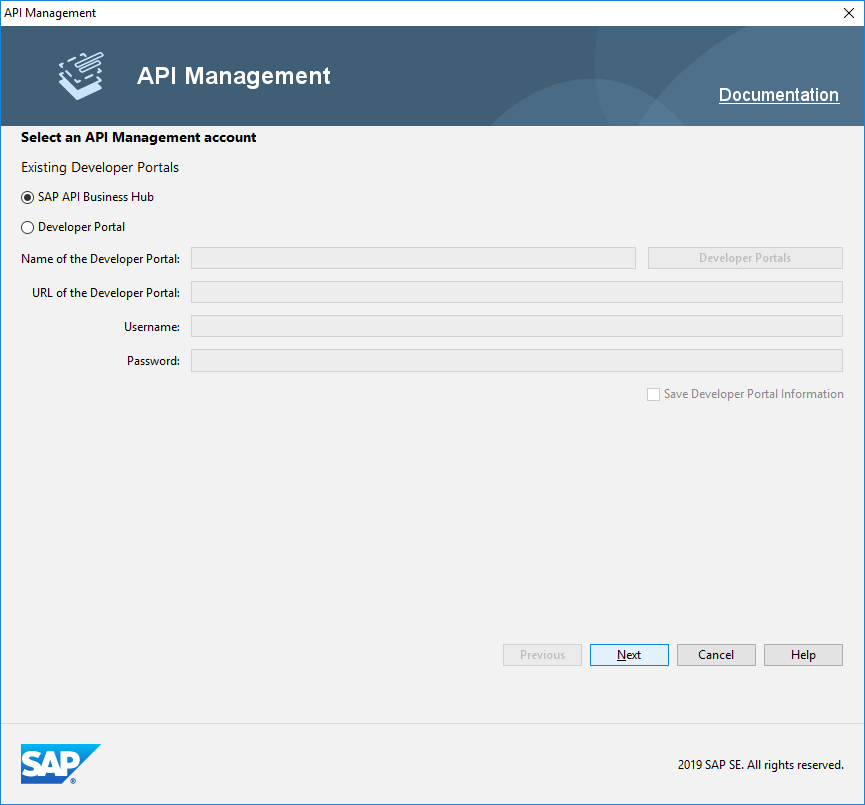 API Management
API Management
Documentation
Select an API Management account
Existing Developer Portals
SAP API Business Hub
Developer Portal
Name of the Developer Portal:
Developer Portals
URL of the Developer Portal:
Username:
Password:
Save Developer Portal Information
Previous Next Cancel Help
SAP®
2019 SAP SE. All rights reserved.